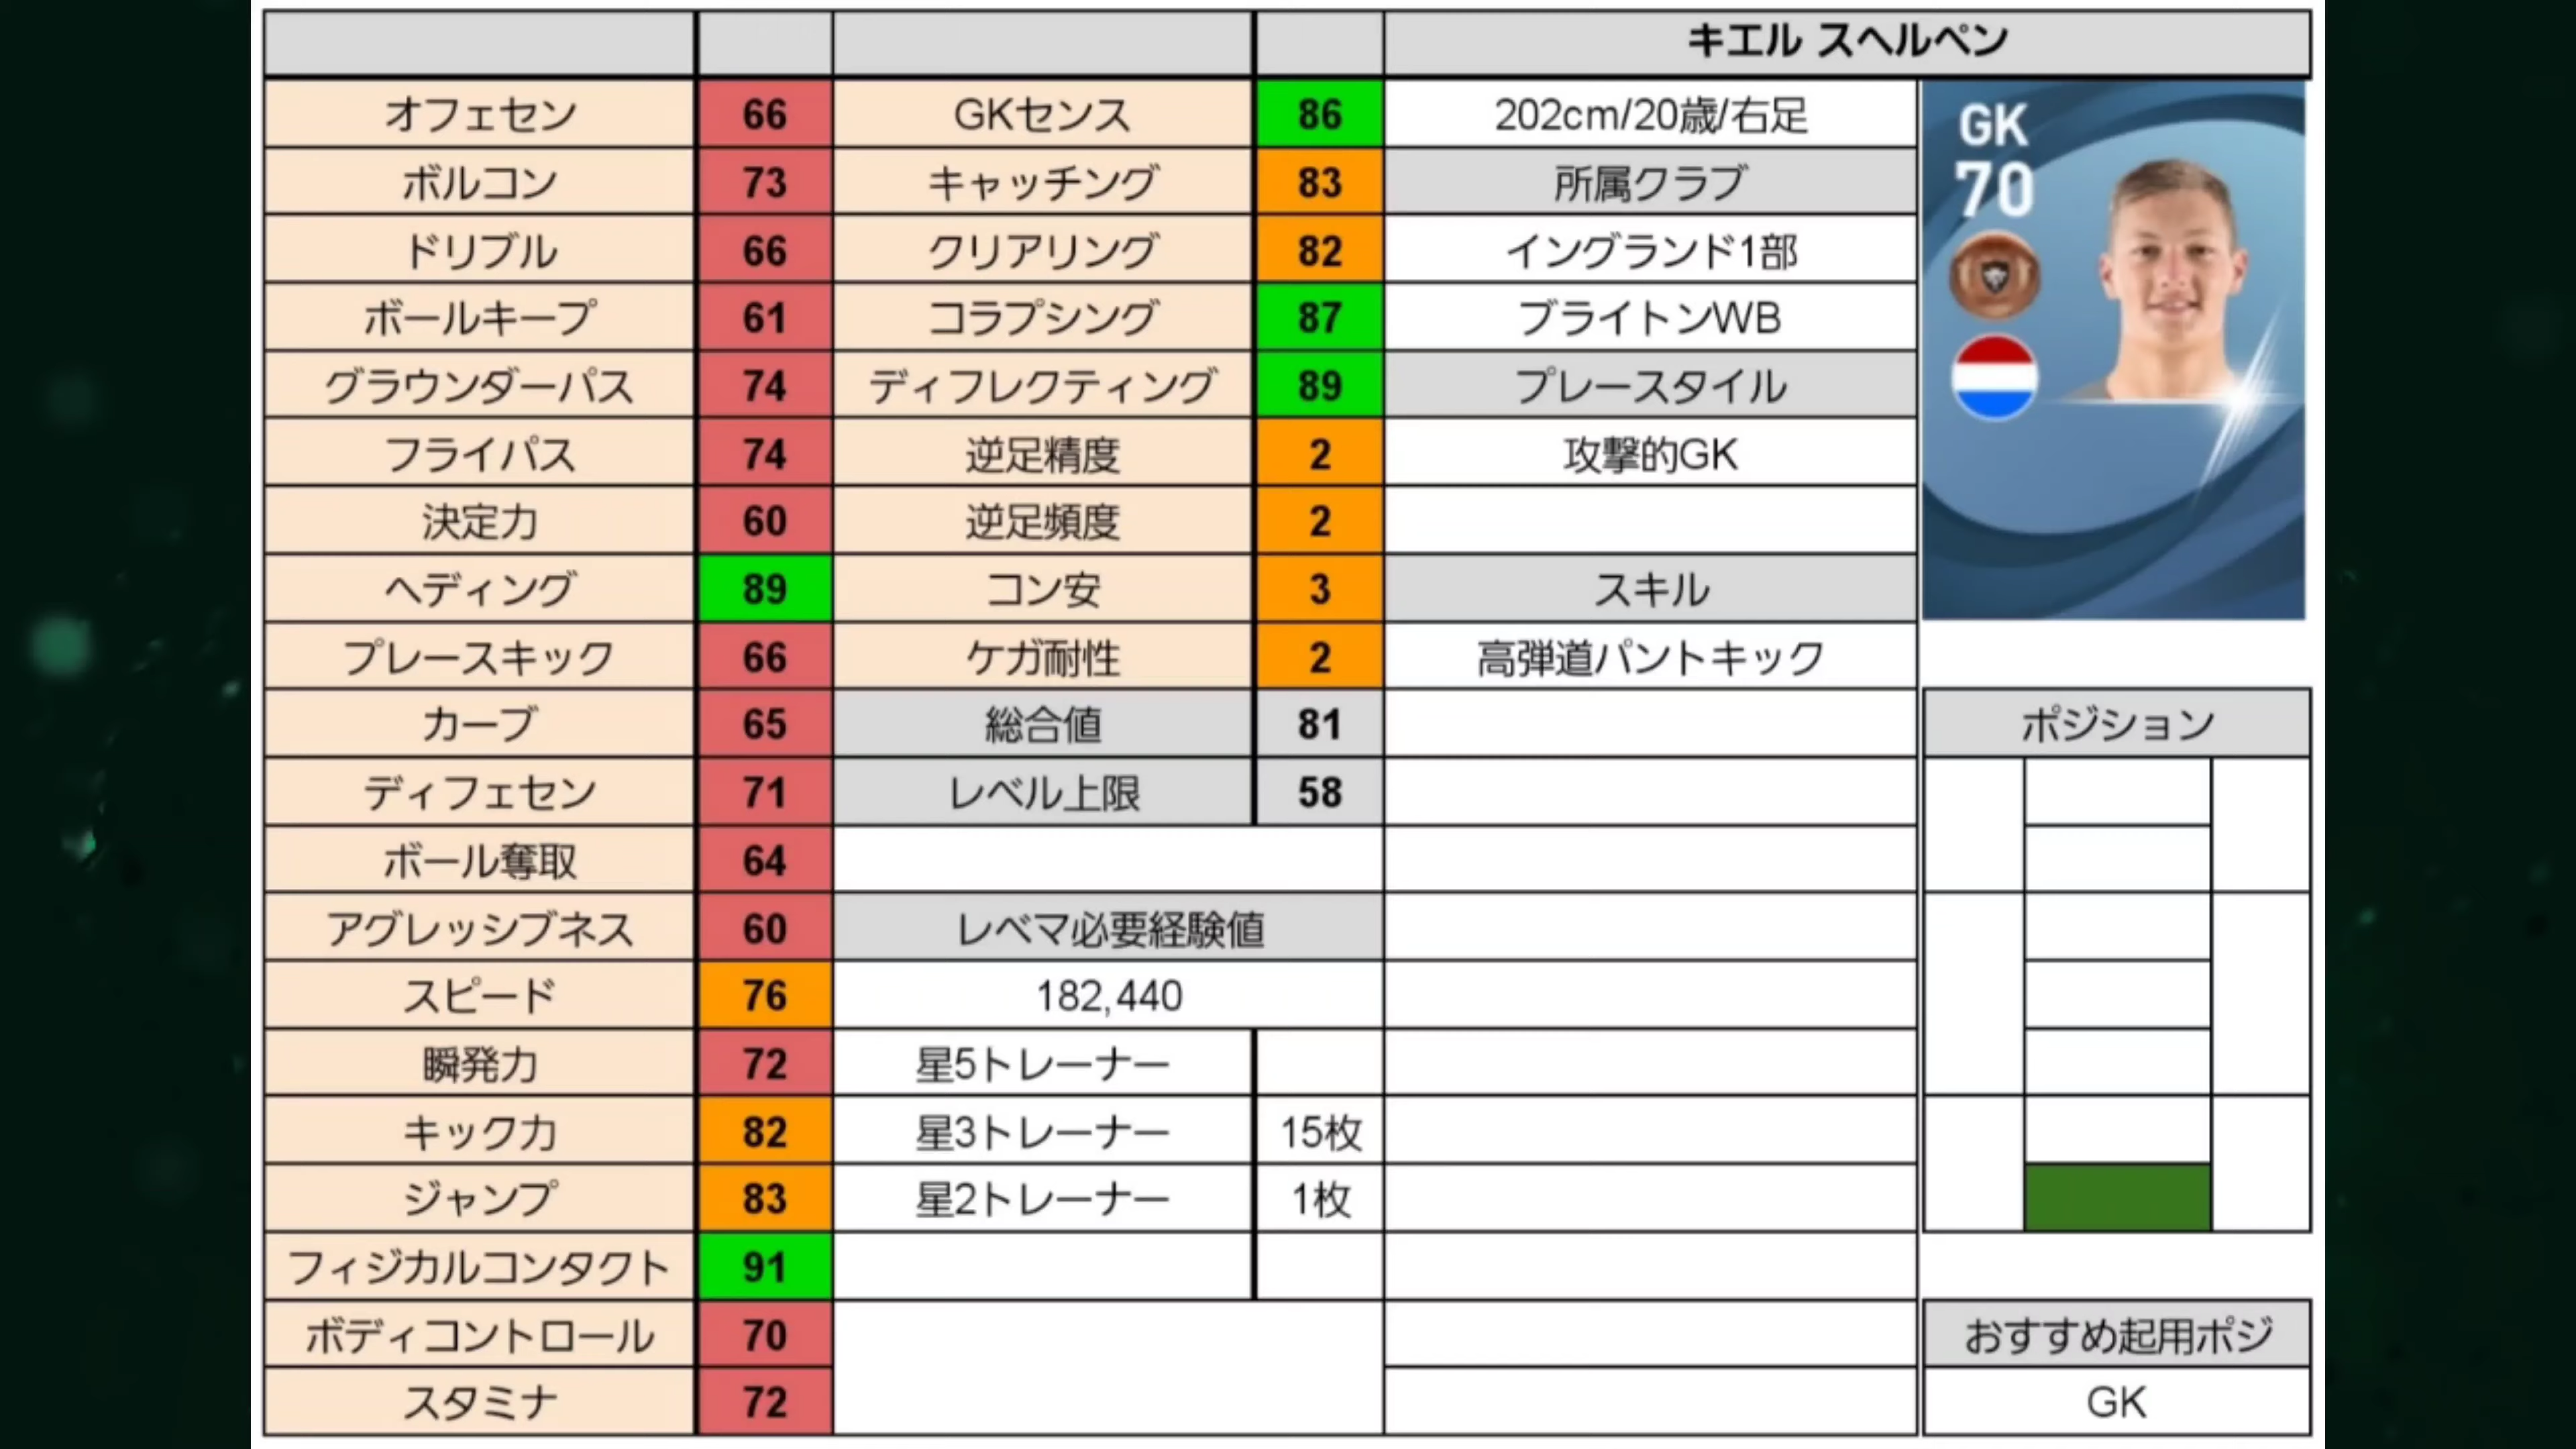 キエル スヘルペン
オフェセン 66 GKセンス 86 202cm/20歳/右足
GK
70
ボルコン 73 キャッチング 83 所属クラブ
ドリブル 66 クリアリング 82 イングランド1部
ボールキープ 61 コラプシング 87 ブライトンWB
グラウンダーパス 74 ディフレクティング 89 プレースタイル
フライパス 74 逆足精度 2 攻撃的GK
決定力 60 逆足頻度 2
ヘディング 89 コン安 3 スキル
プレースキック 66 ケガ耐性 2 高弾道パントキック
カーブ 65 総合値 81 ポジション
ディフェセン 71 レベル上限 58
ボール奪取 64
アグレッシブネス 60 レベマ必要経験値
スピード 76 182,440
瞬発力 72 星5トレーナー
キック力 82 星3トレーナー 15枚
ジャンプ 83 星2トレーナー 1枚
フィジカルコンタクト 91
ボディコントロール 70 おすすめ起用ポジ
スタミナ 72 GK